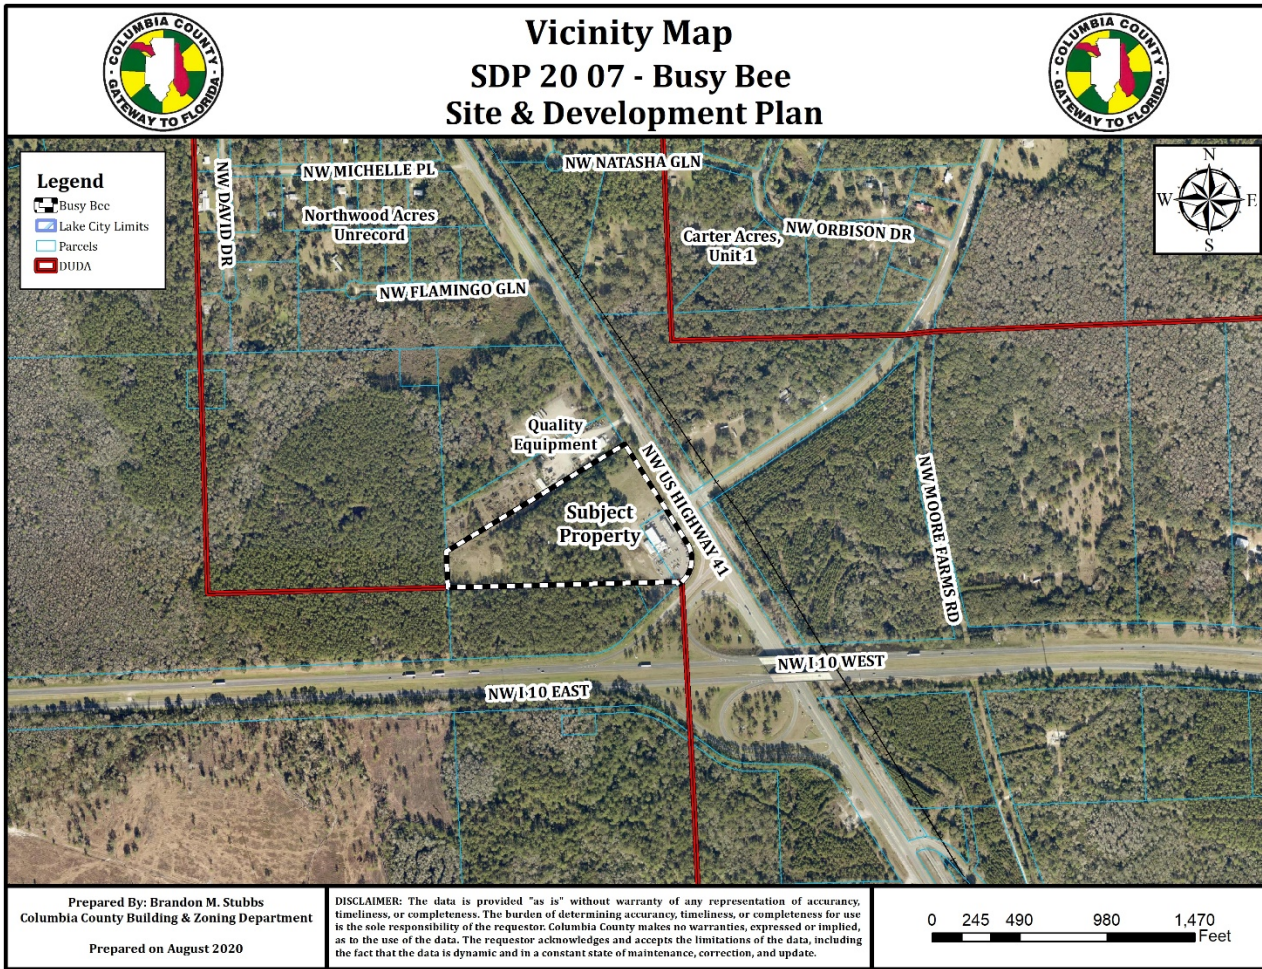 Vicinity Map
SDP 20 07 - Busy Bee
Site & Development Plan
COLUMBIA COUNTY
GATEWAY TO FLORIDA
COLUMBIA COUNTY
GATEWAY TO FLORIDA
Legend
Busy Bee
Lake City Limits
Parcels
DUDA
N
W E
S
NW MICHELLE PL
NW NATASHA GLN
NW DAVID DR
Northwood Acres
Unrecord
NW ORBISON DR
Carter Acres,
Unit 1
NW FLAMINGO GLN
Quality
Equipment
NW US HIGHWAY 41
NW MOORE FARMS RD
Subject
Property
NW I 10 WEST
NW I 10 EAST
Prepared By: Brandon M. Stubbs
Columbia County Building & Zoning Department
Prepared on August 2020
DISCLAIMER: The data is provided "as is" without warranty of any representation of accuracy,
timeliness, or completeness. The burden of determining accuracy, timeliness, or completeness for use
is the sole responsibility of the requestor. Columbia County makes no warranties, expressed or implied,
as to the use of the data. The requestor acknowledges and accepts the limitations of the data, including
the fact that the data is dynamic and in a constant state of maintenance, correction, and update.
0 245 490 980 1,470
Feet